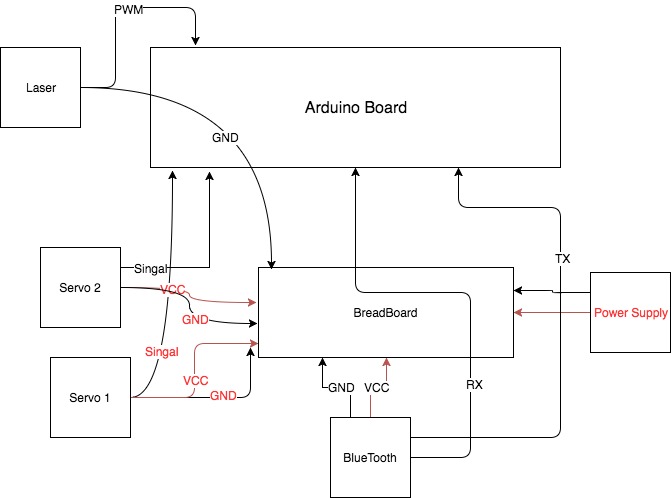 PWM
Laser
Arduino Board
GND
Singal
TX
Servo 2
VCC
GND
BreadBoard
Power Supply
Singal
VCC
GND
RX
GND
VCC
Servo 1
BlueTooth